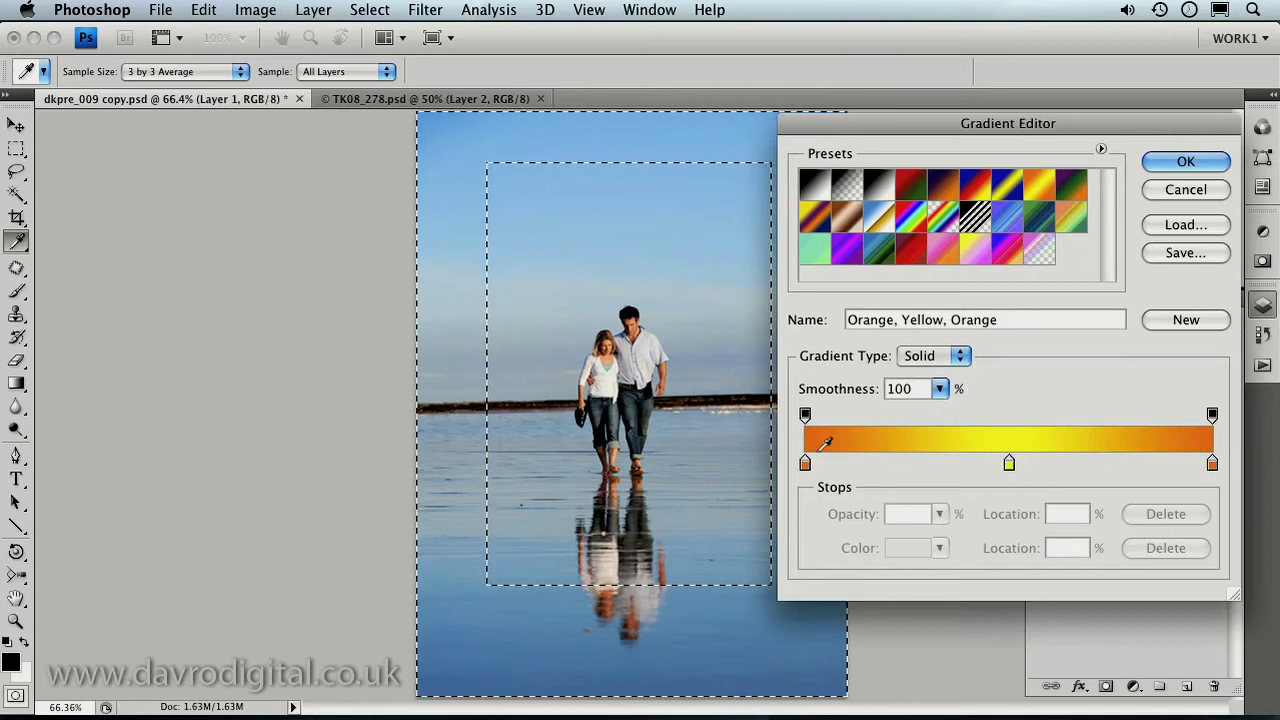 Photoshop File Edit Image Layer Select Filter Analysis 3D View Window Help
Ps Br 100% WORK1
Sample Size: 3 by 3 Average Sample: All Layers
dkpre_009 copy.psd @ 66.4% (Layer 1, RGB/8) * © TK08_278.psd @ 50% (Layer 2, RGB/8)
Gradient Editor
Presets
OK
Cancel
Load...
Save...
Name: Orange, Yellow, Orange New
Gradient Type: Solid
Smoothness: 100 %
Stops
Opacity: % Location: % Delete
Color: Location: % Delete
www.davrodigital.co.uk
66.36% Doc: 1.63M/1.63M